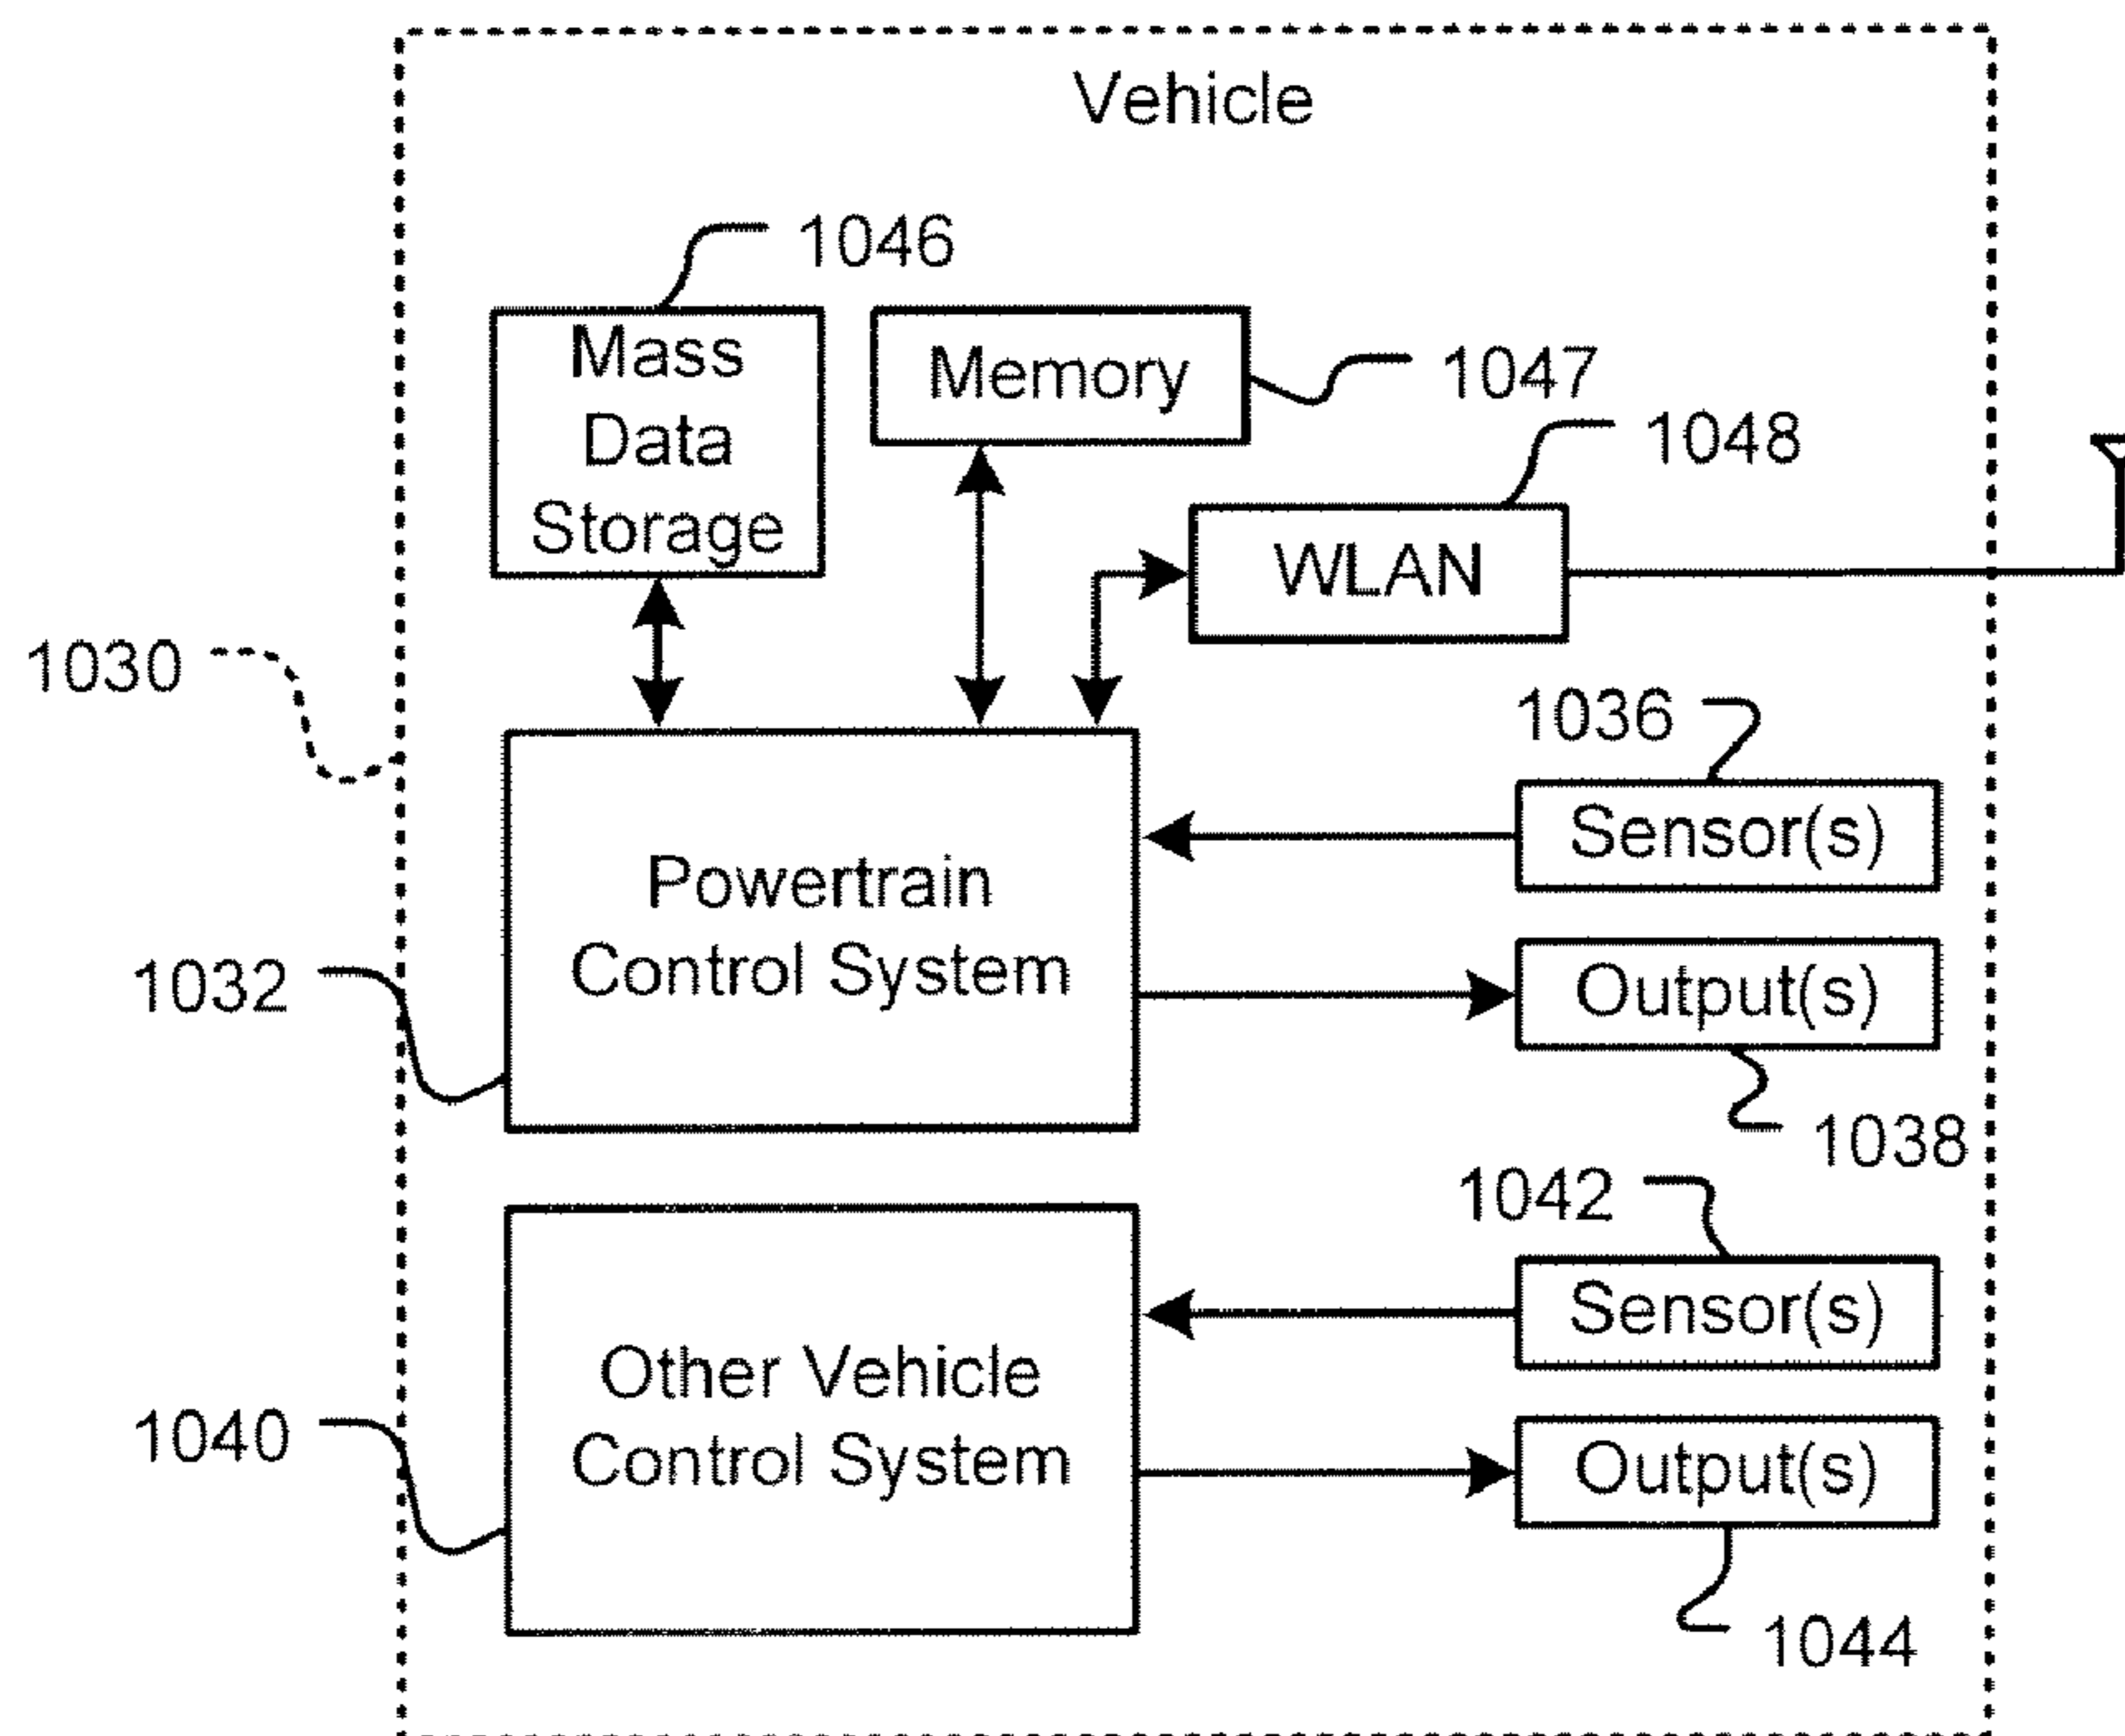 Vehicle
1046
Mass
Data
Storage
Memory
1047
1048
WLAN
1030
1036
Sensor(s)
Powertrain
Control System
1032
Output(s)
1038
1042
Sensor(s)
Other Vehicle
Control System
1040
Output(s)
1044